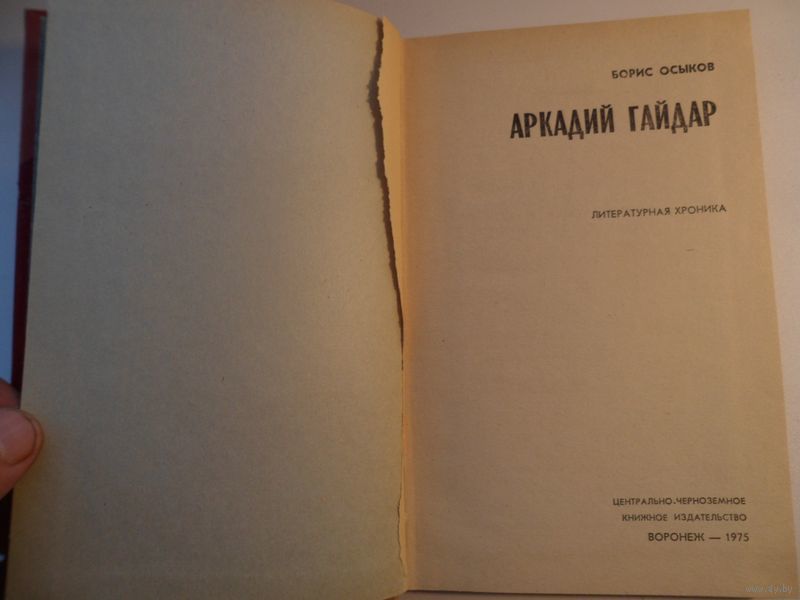 БОРИС ОСЫКОВ
АРКАДИЙ ГАЙДАР
ЛИТЕРАТУРНАЯ ХРОНИКА
ЦЕНТРАЛЬНО-ЧЕРНОЗЕМНОЕ
КНИЖНОЕ ИЗДАТЕЛЬСТВО
ВОРОНЕЖ — 1975